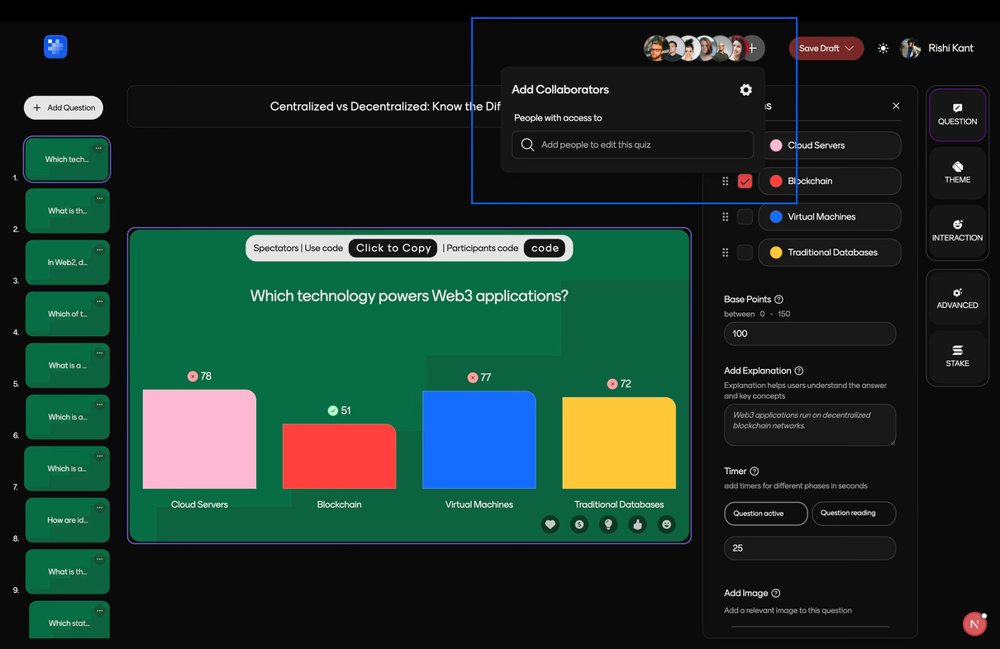 Save Draft
Rishi Kant
Add Question
Centralized vs Decentralized: Know the Dif
Add Collaborators
People with access to
Add people to edit this quiz
Cloud Servers
Blockchain
Virtual Machines
Traditional Databases
1.
Which tech...
2.
What is th...
3.
In Web2, d...
4.
Which of t...
5.
What is a ...
6.
Which is a...
7.
Which is a...
8.
How are id...
9.
What is th...
Which stat...
Spectators | Use code Click to Copy | Participants code code
Which technology powers Web3 applications?
78
51
77
72
Cloud Servers
Blockchain
Virtual Machines
Traditional Databases
Base Points
between 0 - 150
100
Add Explanation
Explanation helps users understand the answer
and key concepts
Web3 applications run on decentralized
blockchain networks.
Timer
add timers for different phases in seconds
Question active
Question reading
25
Add Image
Add a relevant image to this question
QUESTION
THEME
INTERACTION
ADVANCED
STAKE
N